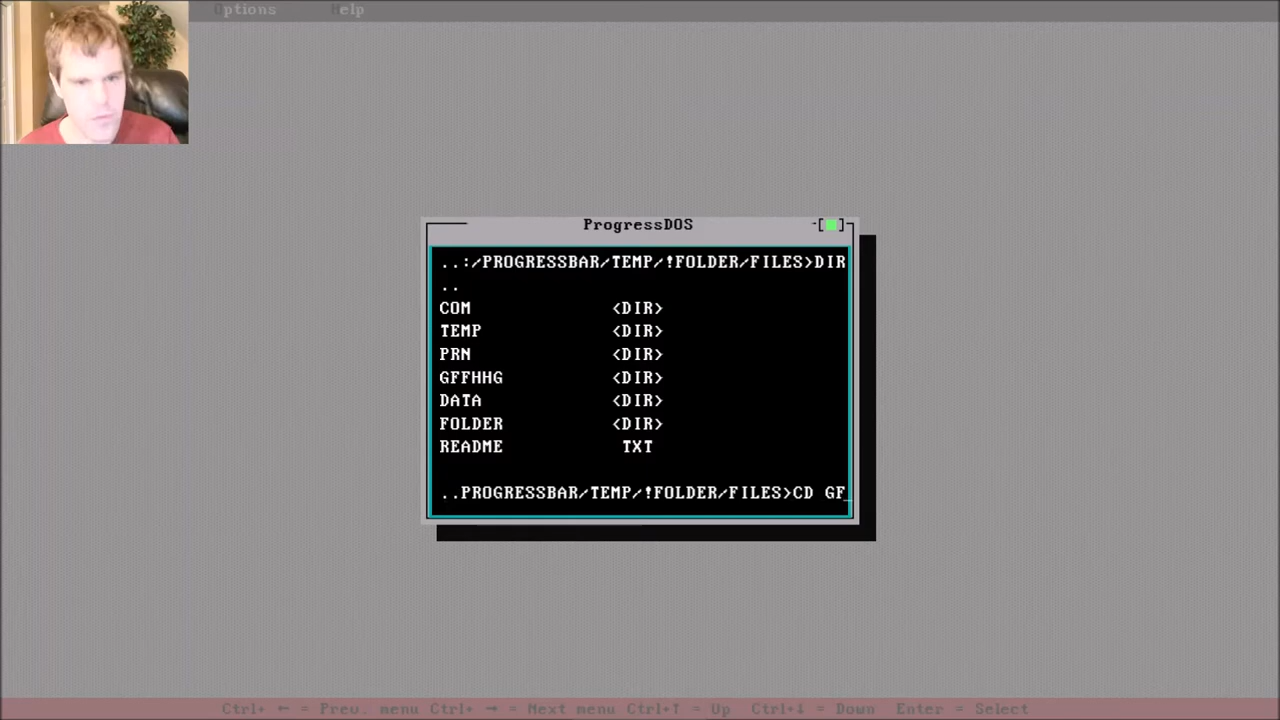 Options Help
ProgressDOS
..:/PROGRESSBAR/TEMP/!FOLDER/FILES>DIR
..
COM <DIR>
TEMP <DIR>
PRN <DIR>
GFFHHG <DIR>
DATA <DIR>
FOLDER <DIR>
README TXT
..PROGRESSBAR/TEMP/!FOLDER/FILES>CD GF_
Ctrl+ ← = Prev. menu Ctrl+ → = Next menu Ctrl+↑ = Up Ctrl+↓ = Down Enter = Select